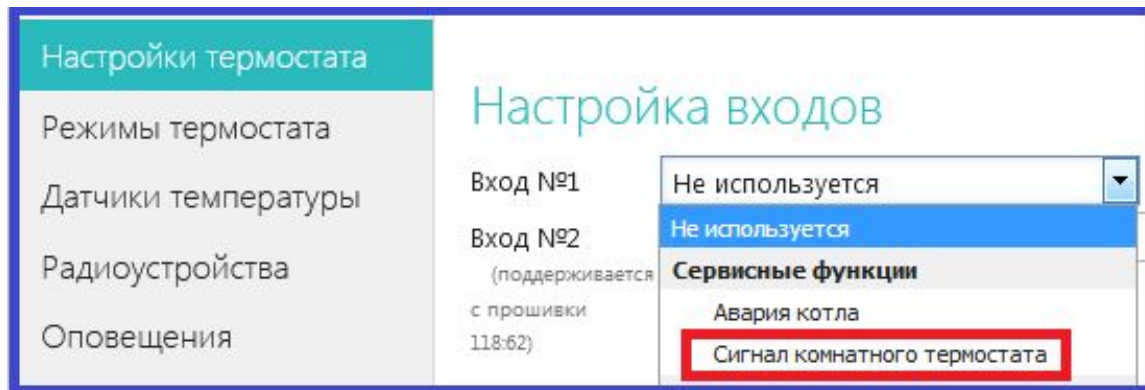 Настройки термостата
Режимы термостата
Датчики температуры
Радиоустройства
Оповещения
Настройка входов
Вход №1
Не используется
Вход №2
(поддерживается
с прошивки
118:62)
Не используется
Сервисные функции
Авария котла
Сигнал комнатного термостата